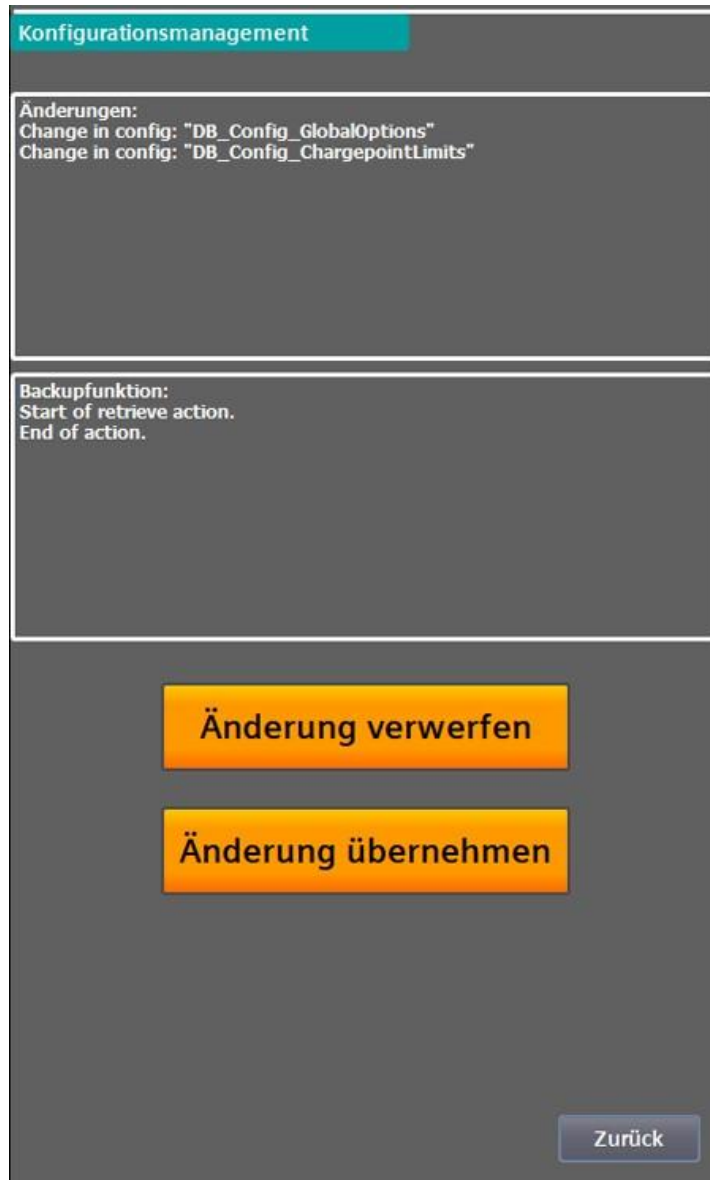 Konfigurationsmanagement
Änderungen:
Change in config: "DB_Config_GlobalOptions"
Change in config: "DB_Config_ChargepointLimits"
Backupfunktion:
Start of retrieve action.
End of action.
Änderung verwerfen
Änderung übernehmen
Zurück